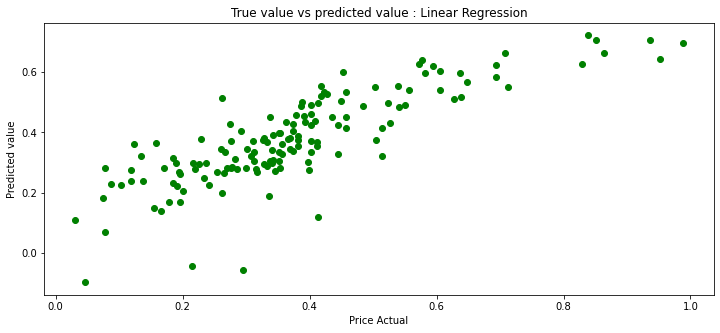 True value vs predicted value : Linear Regression
Predicted value
0.6
0.4
0.2
0.0
0.0 0.2 0.4 0.6 0.8 1.0
Price Actual